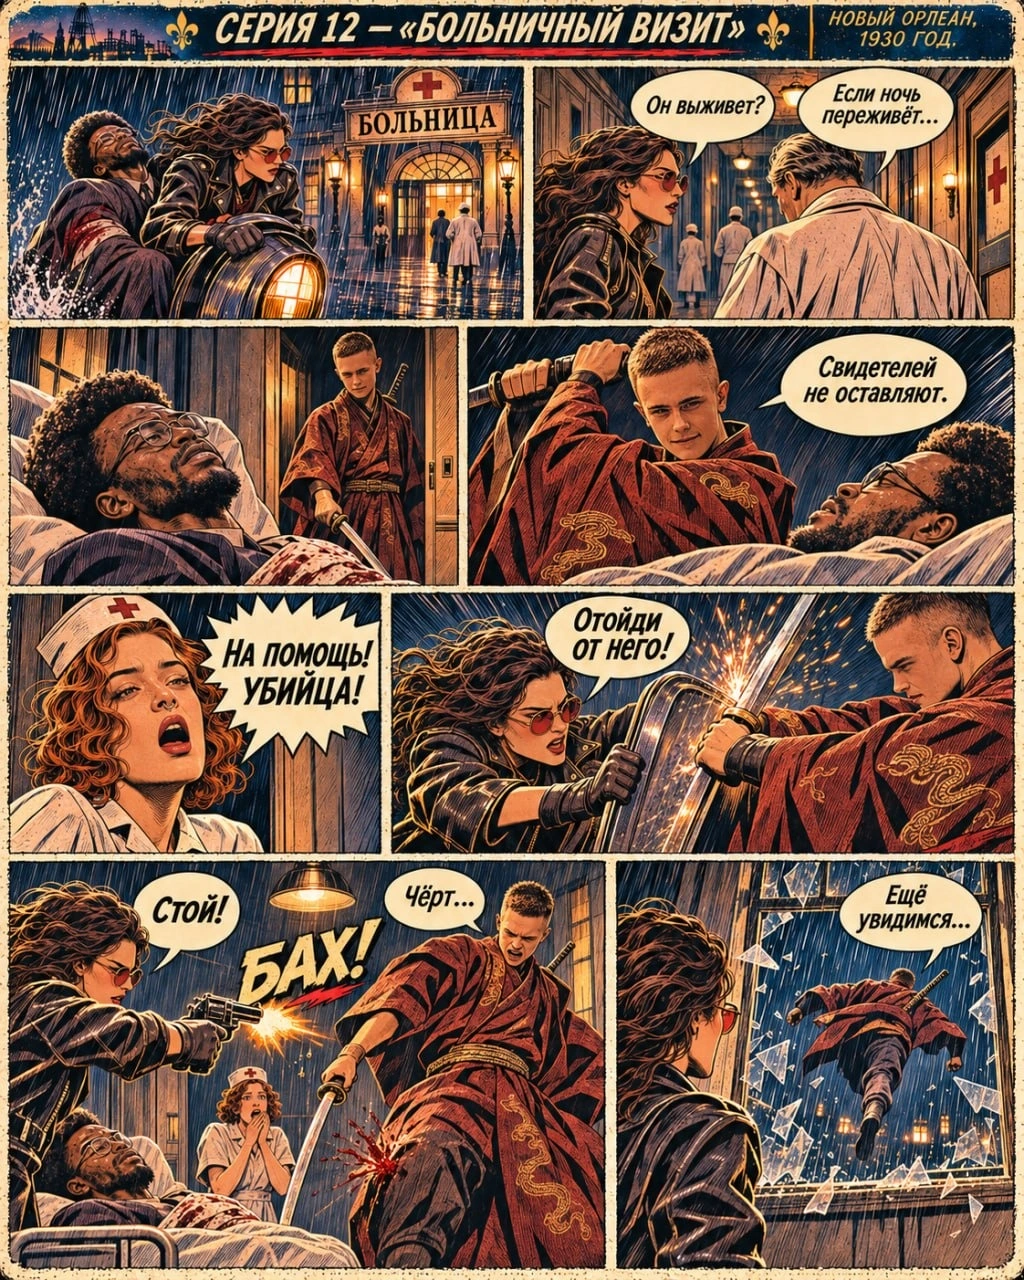 СЕРИЯ 12 – «БОЛЬНИЧНЫЙ ВИЗИТ»
НОВЫЙ ОРЛЕАН,
1930 ГОД.
БОЛЬНИЦА
Он выживет?
Если ночь
переживёт...
Свидетелей
не оставляют.
На помощь!
Убийца!
Отойди
от него!
Стой!
БАХ!
Чёрт...
Ещё
увидимся...